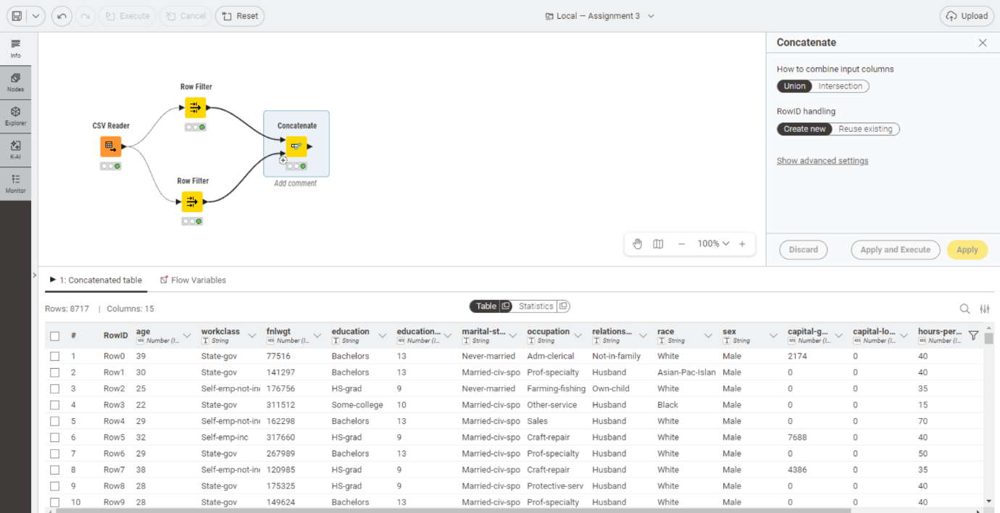 Execute Cancel Reset Local — Assignment 3 Upload
Info
Nodes
Explorer
K-AI
Monitor
Row Filter
CSV Reader
Concatenate
Row Filter
Add comment
100%
Concatenate
How to combine input columns
Union Intersection
RowID handling
Create new Reuse existing
Show advanced settings
Discard Apply and Execute Apply
1: Concatenated table Flow Variables
Rows: 8717 | Columns: 15 Table Statistics
# RowID age workclass fnlwgt education education... marital-st... occupation relations... race sex capital-g... capital-lo... hours-per...
Number (I... String Number (I... String Number (I... String String String String String Number (I... Number (I... Number (I...
1 Row0 39 State-gov 77516 Bachelors 13 Never-married Adm-clerical Not-in-family White Male 2174 0 40
2 Row1 30 State-gov 141297 Bachelors 13 Married-civ-spo Prof-specialty Husband Asian-Pac-Islan Male 0 0 40
3 Row2 25 Self-emp-not-inc 176756 HS-grad 9 Never-married Farming-fishing Own-child White Male 0 0 35
4 Row3 22 State-gov 311512 Some-college 10 Married-civ-spo Other-service Husband Black Male 0 0 15
5 Row4 29 Self-emp-not-inc 162298 Bachelors 13 Married-civ-spo Sales Husband White Male 0 0 70
6 Row5 32 Self-emp-inc 317660 HS-grad 9 Married-civ-spo Craft-repair Husband White Male 7688 0 40
7 Row6 29 State-gov 267989 Bachelors 13 Married-civ-spo Prof-specialty Husband White Male 0 0 50
8 Row7 38 Self-emp-not-inc 120985 HS-grad 9 Married-civ-spo Craft-repair Husband White Male 4386 0 35
9 Row8 28 State-gov 175325 HS-grad 9 Married-civ-spo Protective-serv Husband White Male 0 0 40
10 Row9 28 State-gov 149624 Bachelors 13 Married-civ-spo Prof-specialty Husband White Male 0 0 40